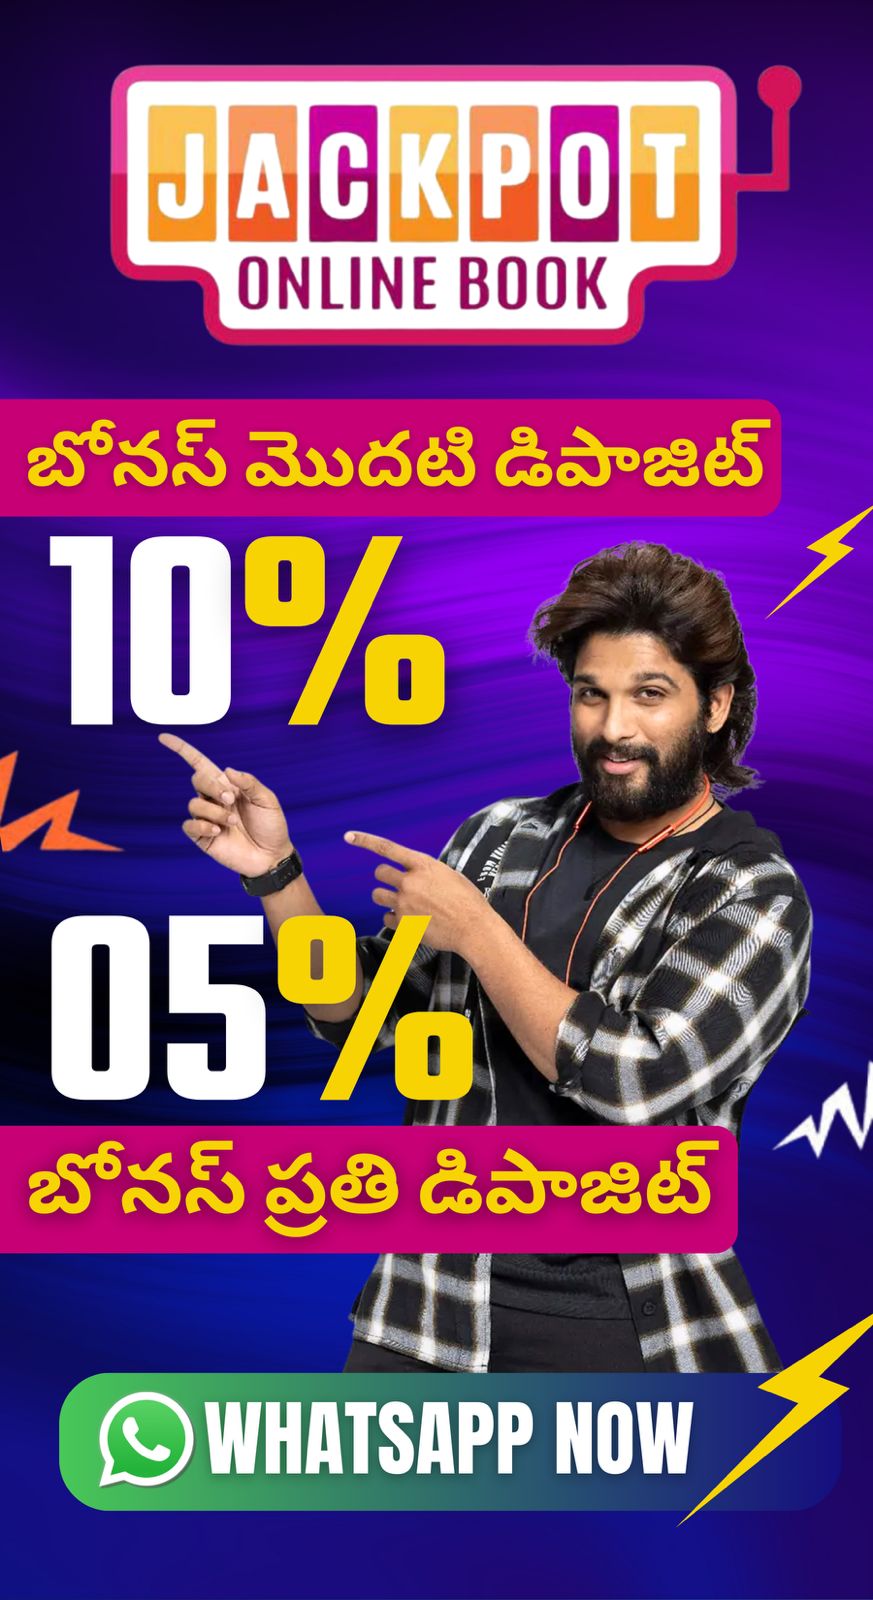 JACKPOT
ONLINE BOOK
బోనస్ మొదటి డిపాజిట్
10%
05%
బోనస్ ప్రతి డిపాజిట్
WHATSAPP NOW